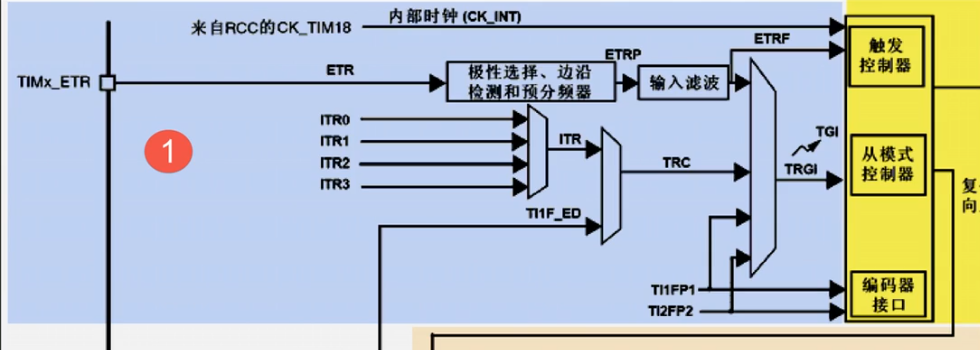 内部时钟 (CK_INT)
来自RCC的CK_TIM18
触发
控制器
ETRF
ETRP
TIMx_ETR
ETR
极性选择、边沿
检测和预分频器
输入滤波
ITR0
ITR1
ITR2
ITR3
1
ITR
TRC
TGI
TRGI
从模式
控制器
复
向
TI1F_ED
TI1FP1
TI2FP2
编码器
接口